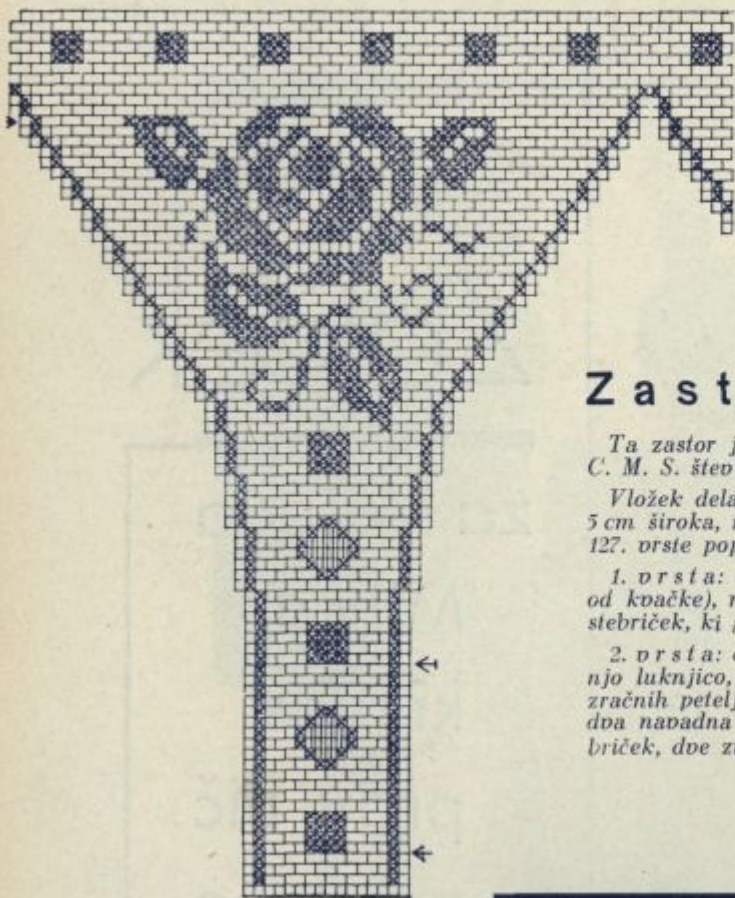 Zast
Ta zastor j
C. M. S. štev
Vložek dela
5 cm široka,
127. vrste pop
1. vrsta:
od kvačke), r
stebriček, ki
2. vrsta:
njo luknjico,
zračnih petelj
dva navadna
briček, dve z